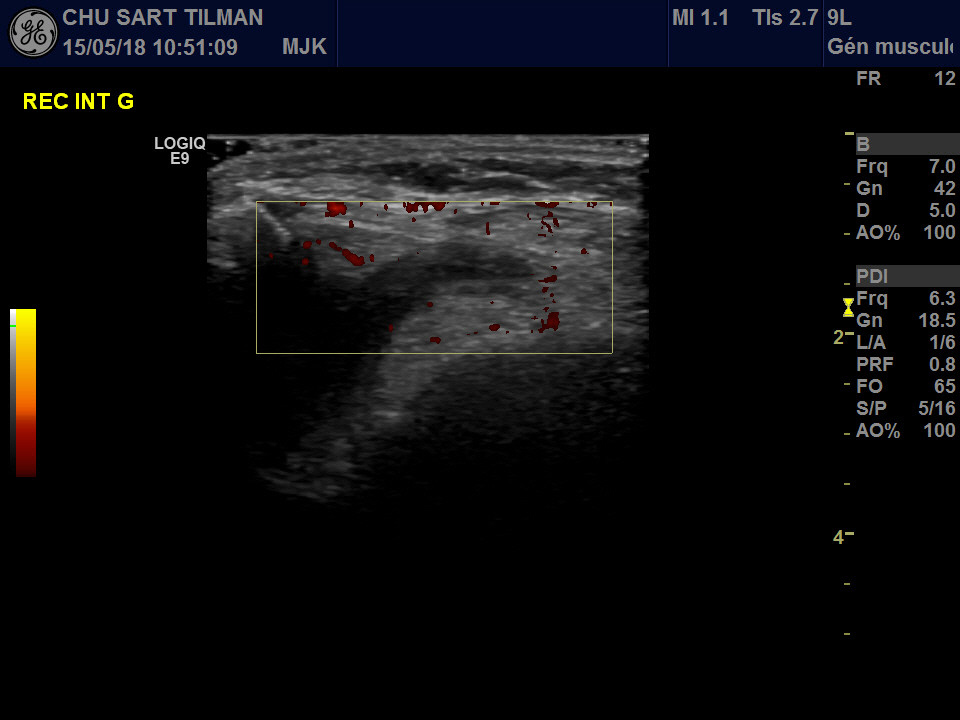 CHU SART TILMAN
15/05/18 10:51:09 MJK
MI 1.1 TIs 2.7
9L
Gén muscul
REC INT G
LOGIQ
E9
FR 12
B
Frq 7.0
Gn 42
D 5.0
AO% 100
PDI
Frq 6.3
Gn 18.5
L/A 1/6
PRF 0.8
FO 65
S/P 5/16
AO% 100
2
4